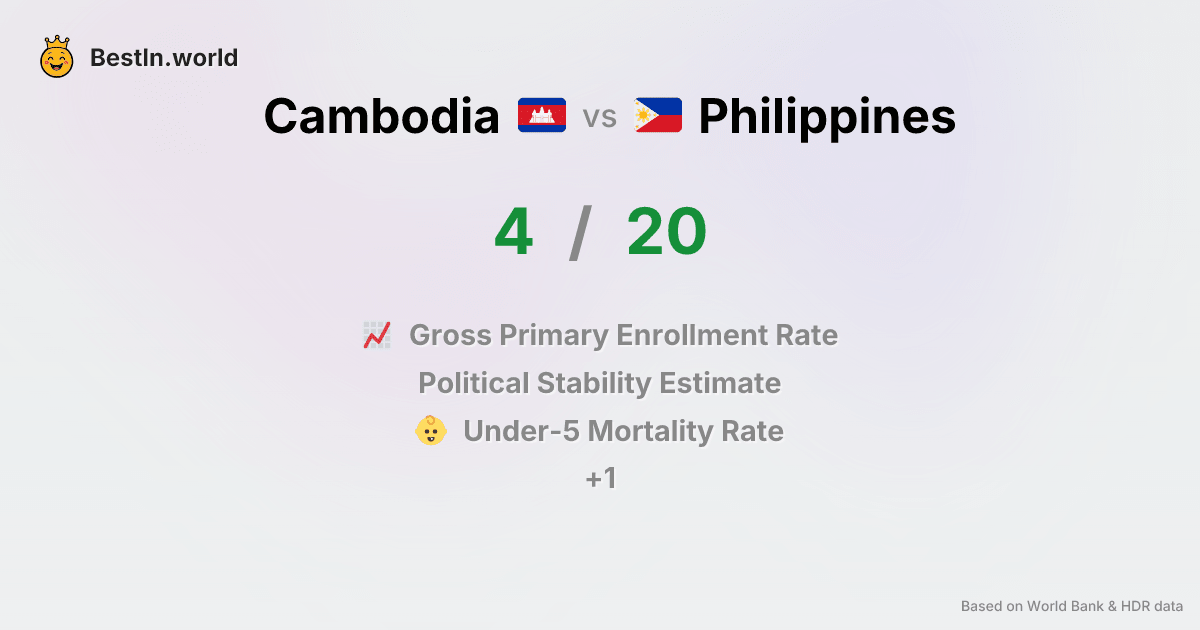 BestIn.world
Cambodia vs Philippines
4 / 20
Gross Primary Enrollment Rate
Political Stability Estimate
Under-5 Mortality Rate
+1
Based on World Bank & HDR data